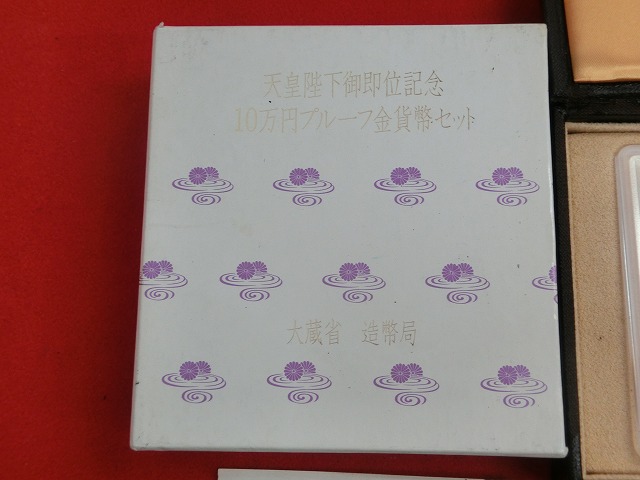 天皇陛下御即位記念
10万円プルーフ金貨幣セット
大蔵省 造幣局